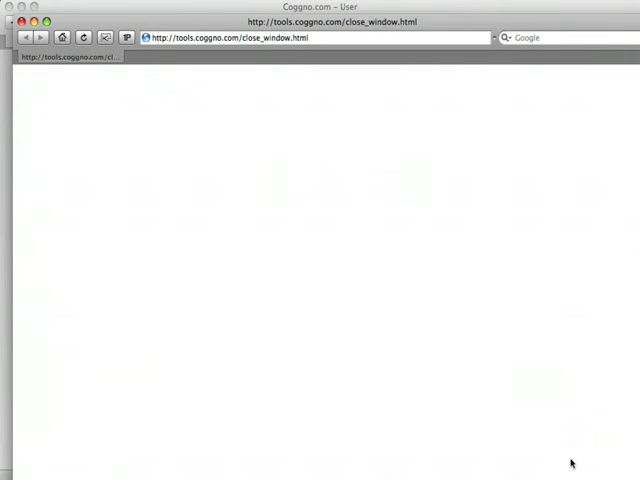 Coggno.com – User
http://tools.coggno.com/close_window.html
http://tools.coggno.com/close_window.html
Google
http://tools.coggno.com/cl...